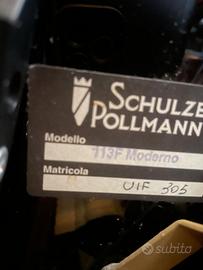 SCHULZE
POLLMANN
Modello
113F Moderno
Matricola
UIF 305
subito